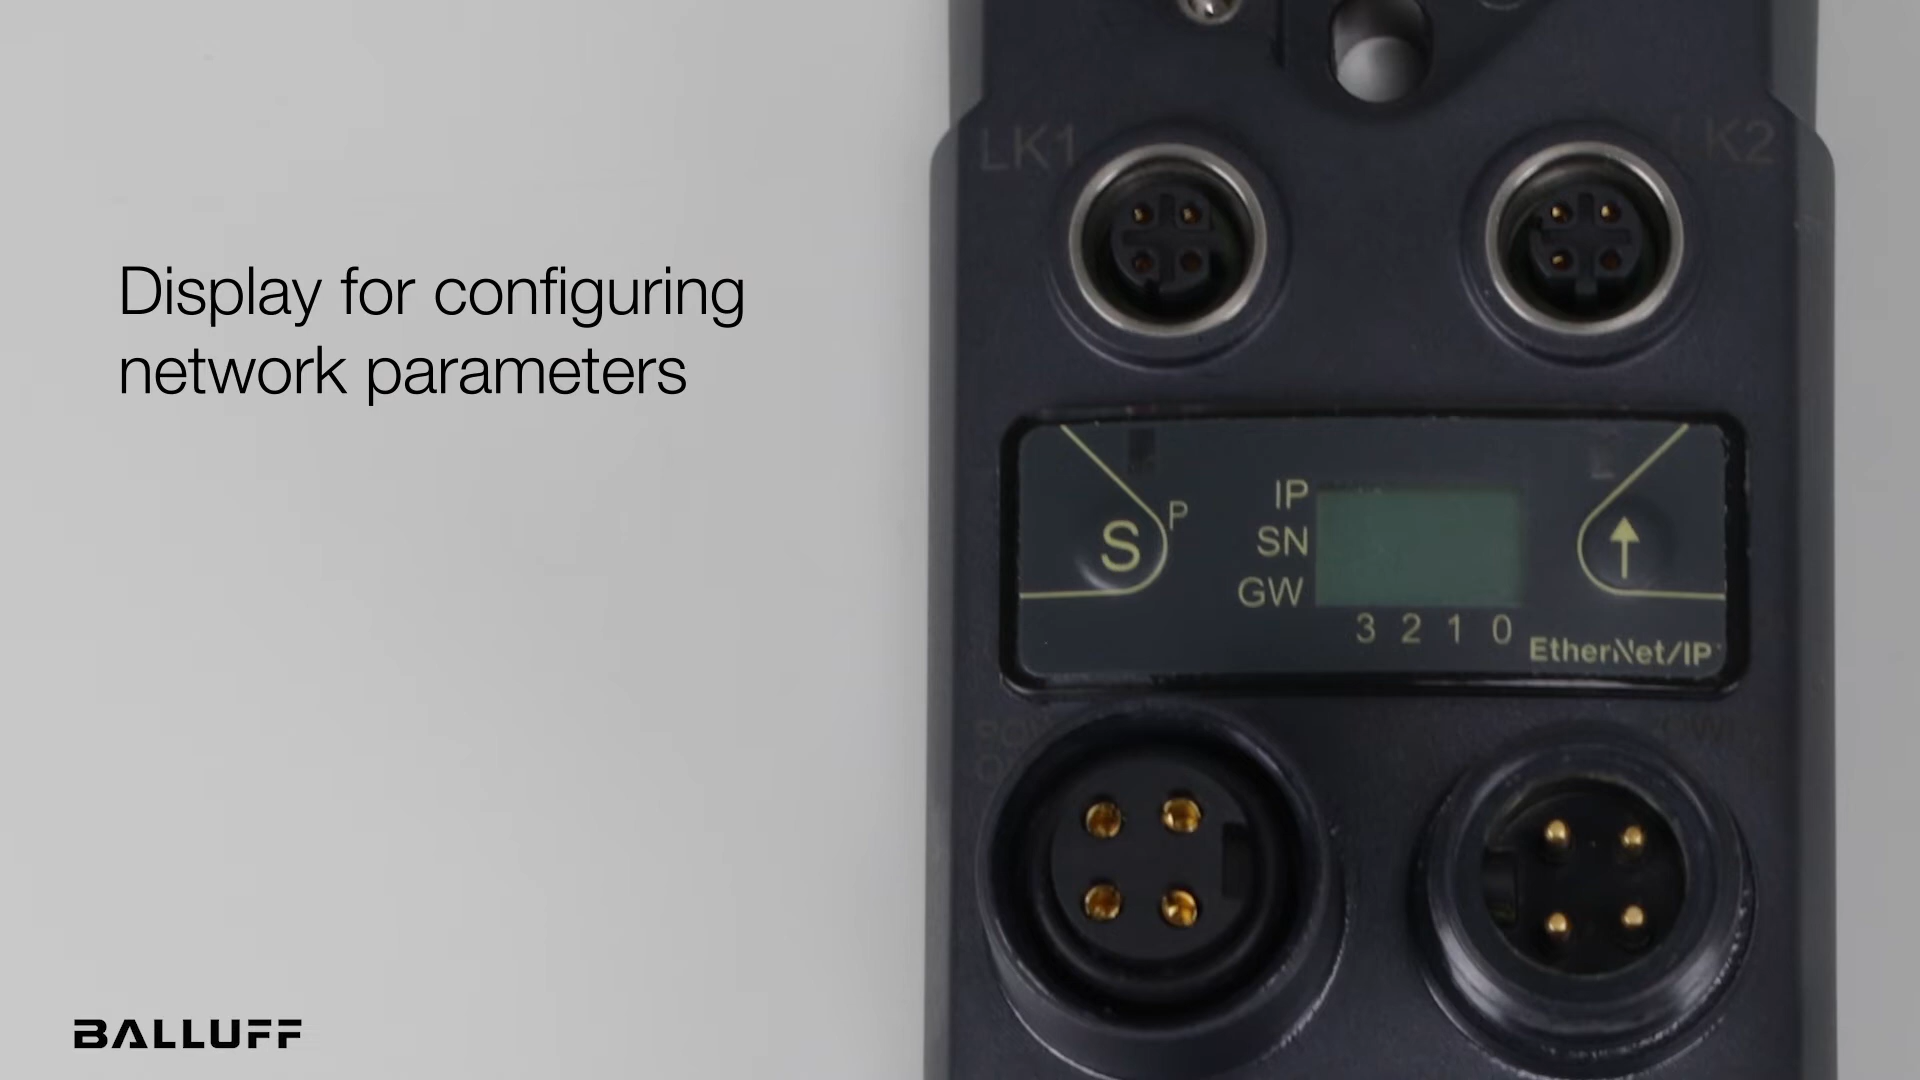 Display for configuring
network parameters
LK1
K2
S P
IP
SN
GW
3 2 1 0
EtherNet/IP
BALLUFF